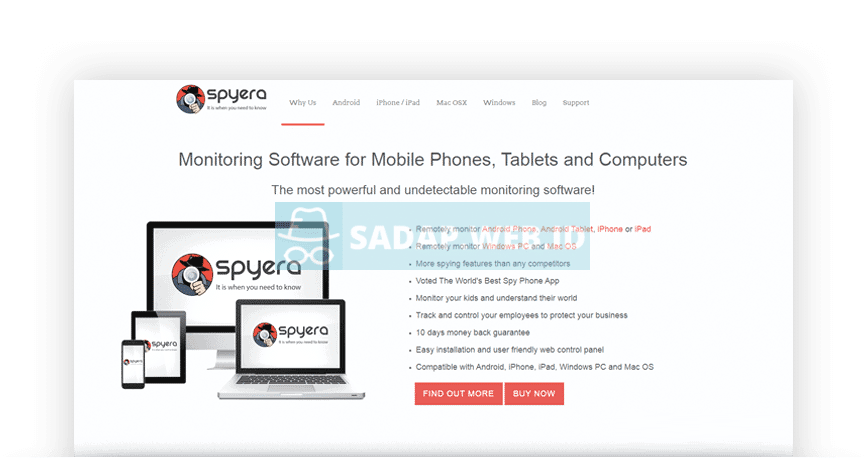 spyera
It is when you need to know
Why Us Android iPhone / iPad Mac OSX Windows Blog Support
Monitoring Software for Mobile Phones, Tablets and Computers
The most powerful and undetectable monitoring software!
SADAP WEB ID
Remotely monitor Android Phone, Android Tablet, iPhone or iPad
Remotely monitor Windows PC and Mac OS
More spying features than any competitors
Voted The World's Best Spy Phone App
Monitor your kids and understand their world
Track and control your employees to protect your business
10 days money back guarantee
Easy installation and user friendly web control panel
Compatible with Android, iPhone, iPad, Windows PC and Mac OS
FIND OUT MORE BUY NOW
spyera
It is when you need to know
spyera
It is when you need to know
spyera
spyera